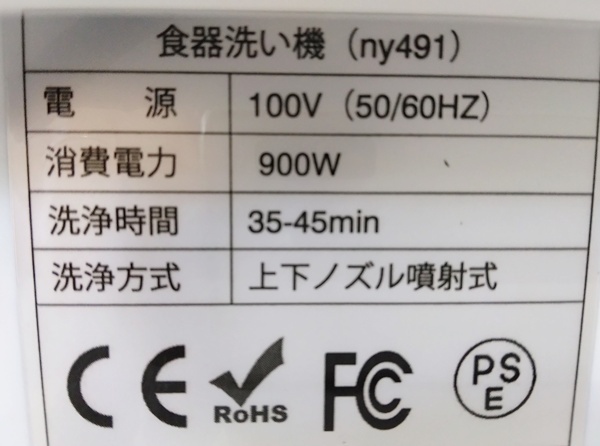 食器洗い機（ny491）
電 源 100V（50/60HZ）
消費電力 900W
洗浄時間 35-45min
洗浄方式 上下ノズル噴射式
CE RoHS FC PSE